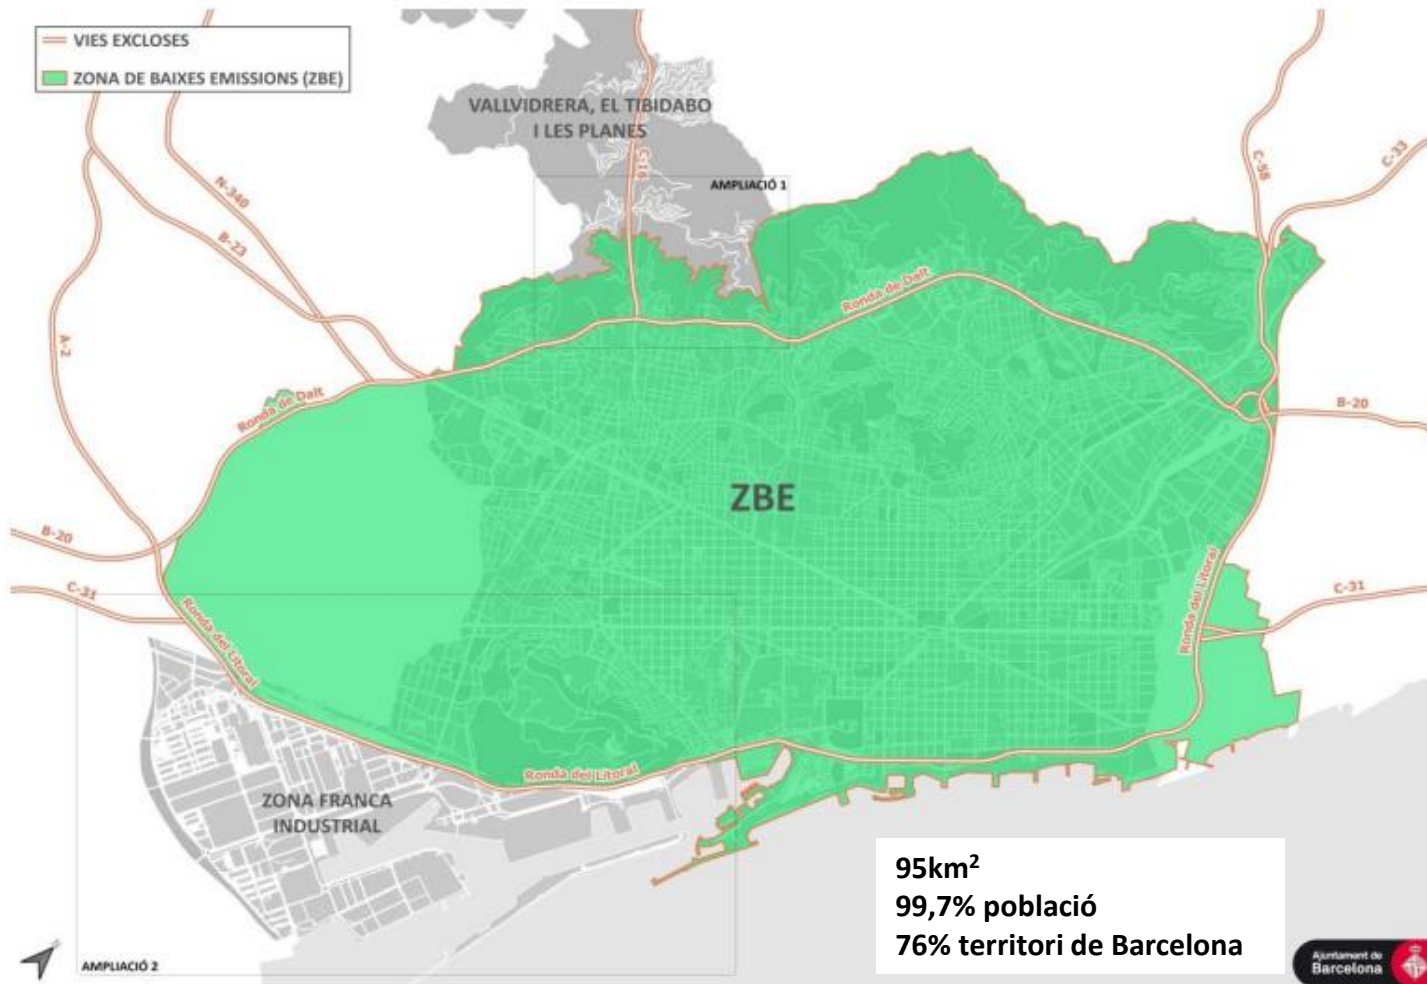 VIES EXCLOSES
ZONA DE BAIXES EMISSIONS (ZBE)
VALLVIDRERA, EL TIBIDABO
I LES PLANES
C-16
AMPLIACIÓ 1
C-58
C-33
N-340
B-23
A-2
Ronda de Dalt
Ronda de Dalt
B-20
ZBE
B-20
C-31
Ronda del Litoral
Ronda del Litoral
C-31
Ronda del Litoral
ZONA FRANCA
INDUSTRIAL
95km²
99,7% població
76% territori de Barcelona
AMPLIACIÓ 2
Ajuntament de
Barcelona